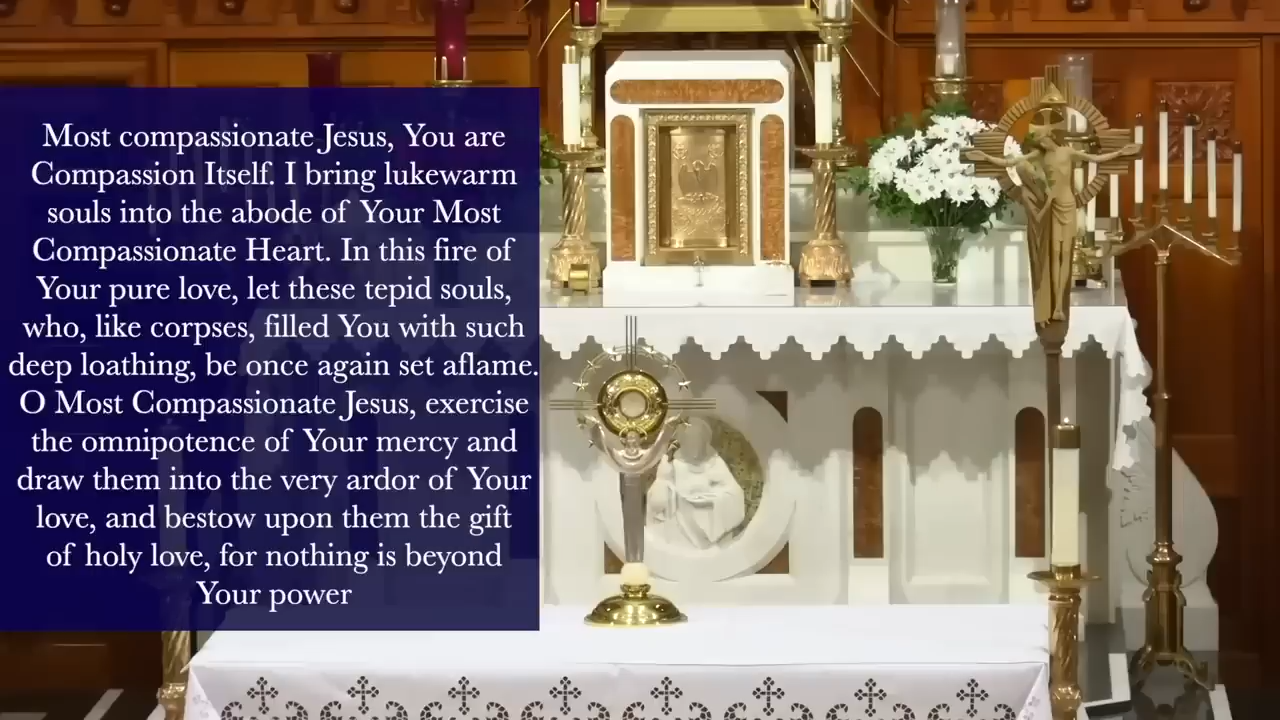 Most compassionate Jesus, You are
Compassion Itself. I bring lukewarm
souls into the abode of Your Most
Compassionate Heart. In this fire of
Your pure love, let these tepid souls,
who, like corpses, filled You with such
deep loathing, be once again set aflame.
O Most Compassionate Jesus, exercise
the omnipotence of Your mercy and
draw them into the very ardor of Your
love, and bestow upon them the gift
of holy love, for nothing is beyond
Your power